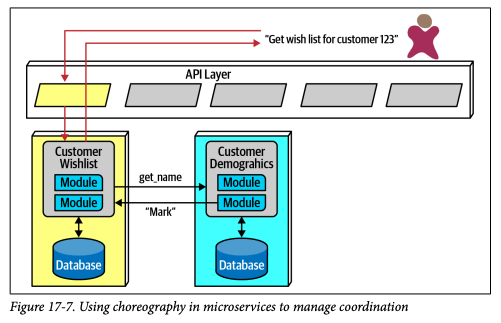 "Get wish list for customer 123"
API Layer
Customer
Wishlist
Module
Module
Database
get_name
"Mark"
Customer
Demograhics
Module
Module
Database
Figure 17-7. Using choreography in microservices to manage coordination